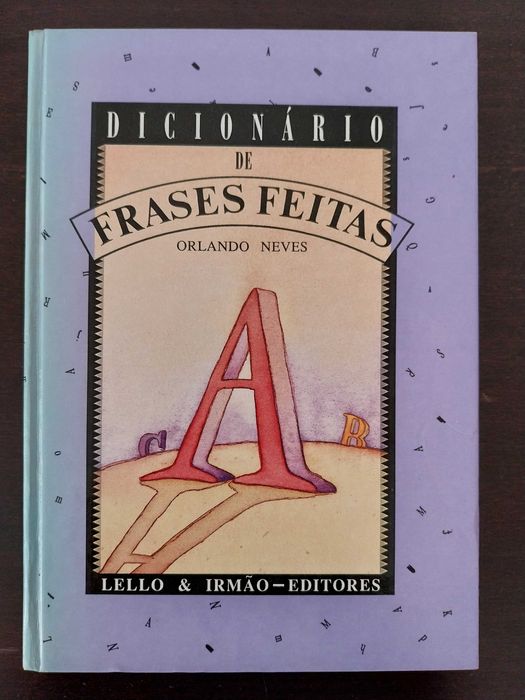 DICIONÁRIO
DE
FRASES FEITAS
ORLANDO NEVES
A
C
B
LELLO & IRMÃO–EDITORES